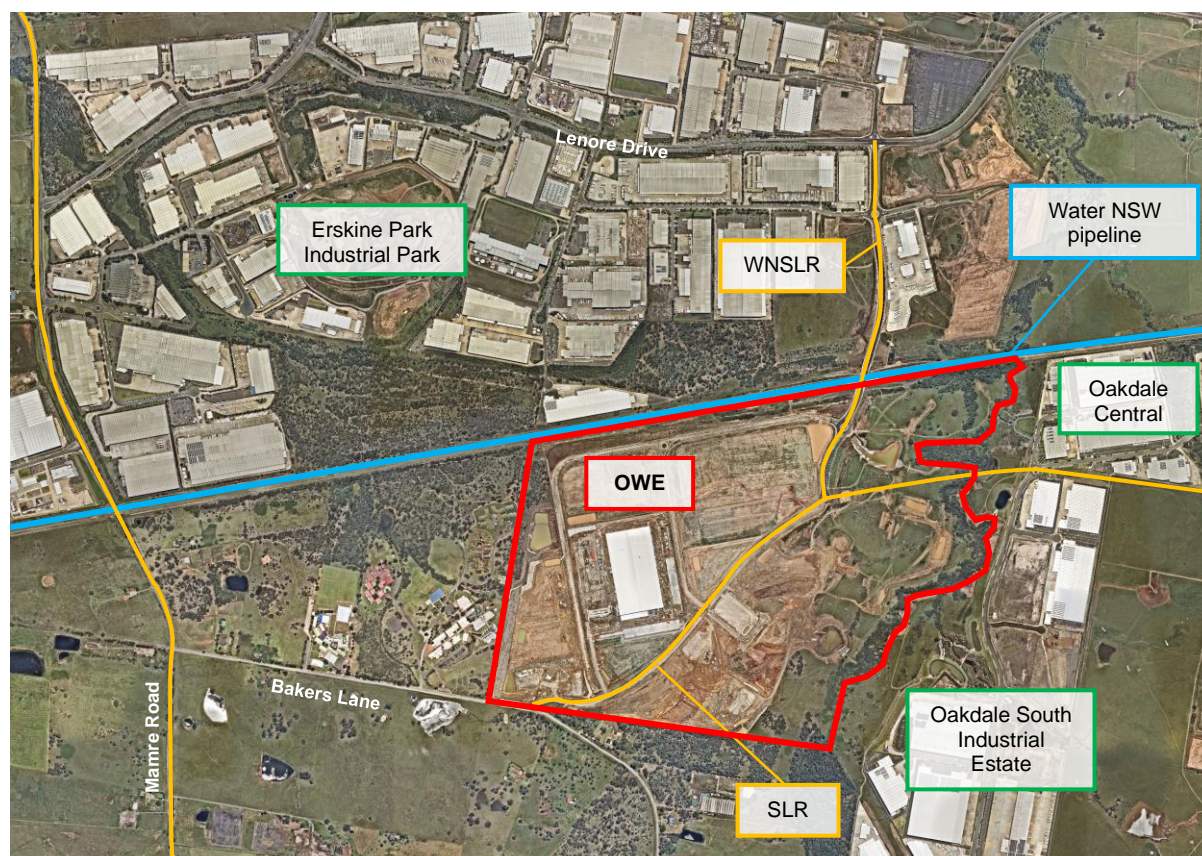 Lenore Drive
Erskine Park
Industrial Park
WNSLR
Water NSW
pipeline
Oakdale
Central
OWE
Bakers Lane
Mamre Road
Oakdale South
Industrial
Estate
SLR